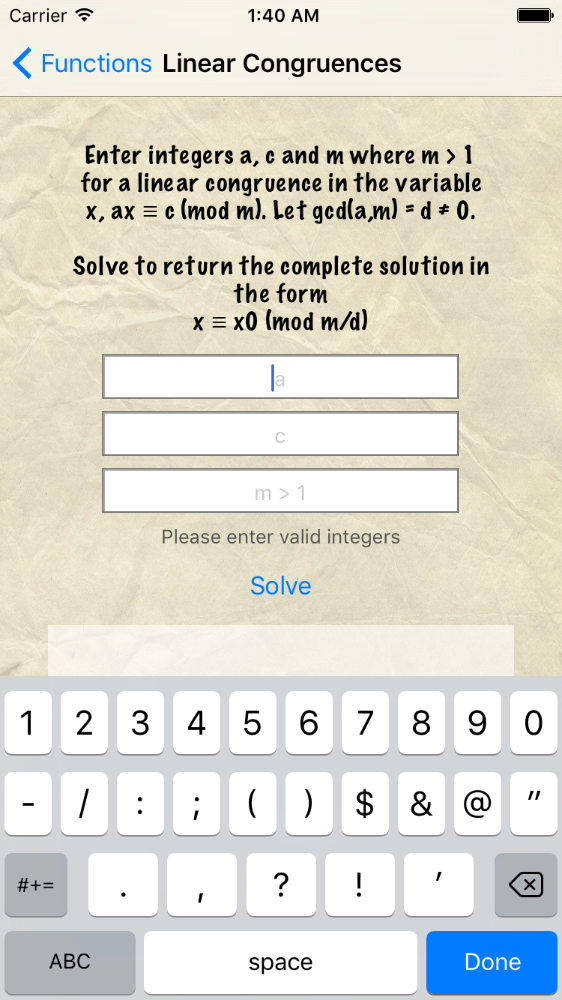 Carrier 1:40 AM
Functions Linear Congruences
Enter integers a, c and m where m > 1
for a linear congruence in the variable
x, ax ≡ c (mod m). Let gcd(a,m) = d ≠ 0.
Solve to return the complete solution in
the form
x ≡ x0 (mod m/d)
a
c
m > 1
Please enter valid integers
Solve
1 2 3 4 5 6 7 8 9 0
- / : ; ( ) $ & @ "
#+= . , ? ! '
ABC space Done